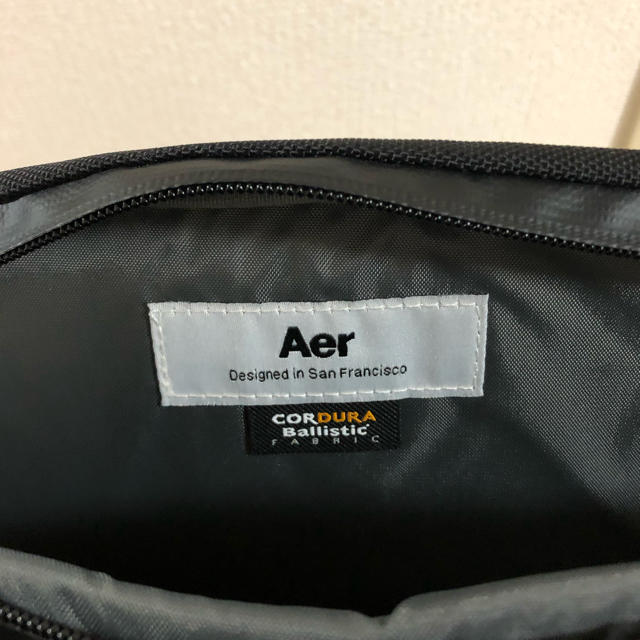 Aer
Designed in San Francisco
CORDURA
Ballistic®
FABRIC